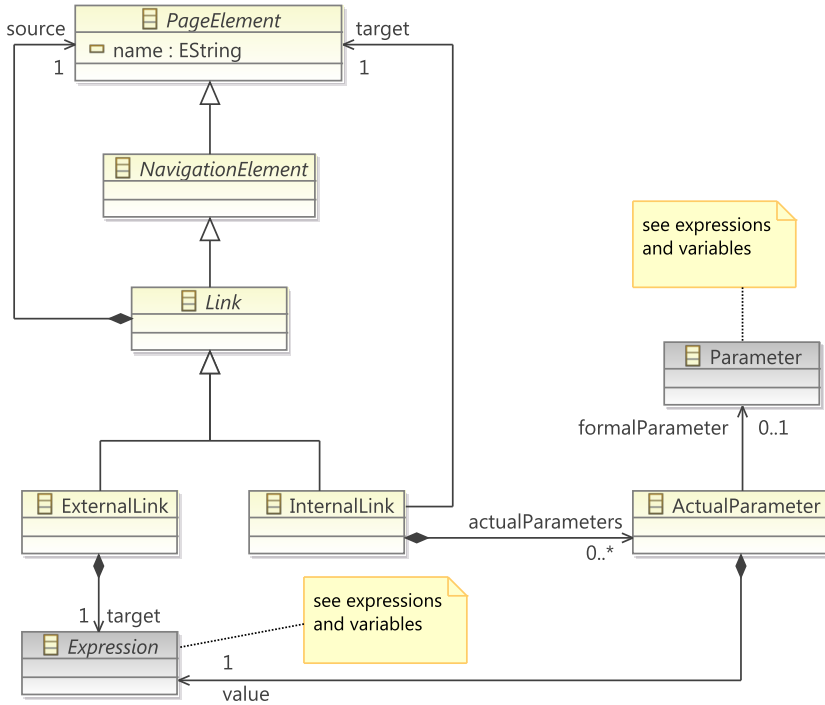 PageElement
source
target
name : EString
1
1
NavigationElement
see expressions
and variables
Link
Parameter
formalParameter
0..1
ExternalLink
InternalLink
ActualParameter
actualParameters
0..*
see expressions
and variables
1
target
Expression
1
value